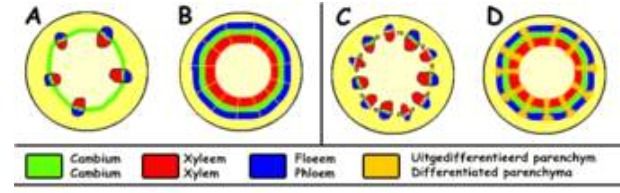 A B C D
Cambium Xyleem Floeem Uitgedifferentieerd parenchym
Cambium Xylem Phloem Differentiated parenchyma